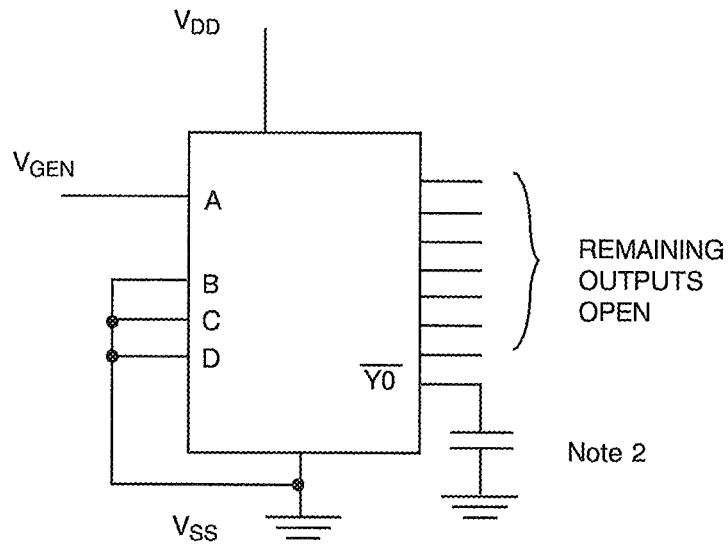 VDD
VGEN
A
B
C
D
Y0
REMAINING
OUTPUTS
OPEN
Note 2
VSS